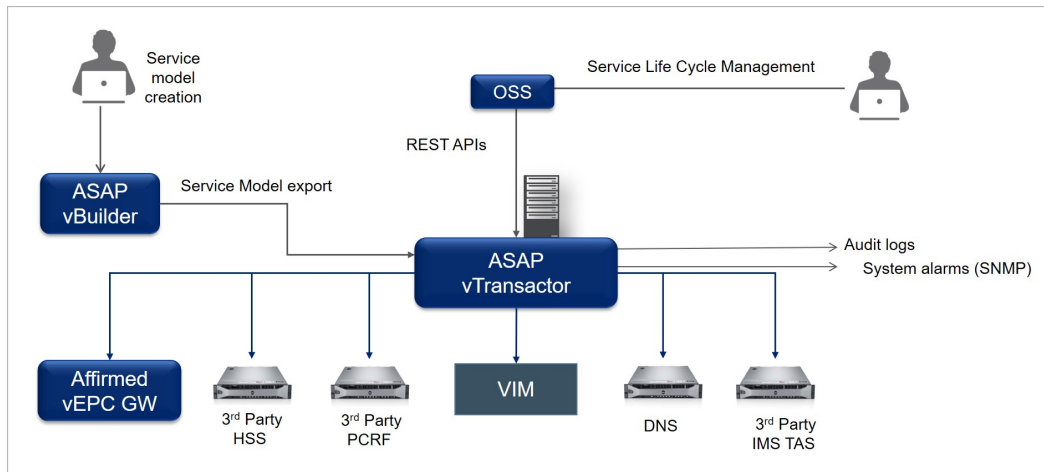 Service
model
creation
Service Life Cycle Management
OSS
REST APIs
ASAP
vBuilder
Service Model export
ASAP
vTransactor
Audit logs
System alarms (SNMP)
Affirmed
vEPC GW
3rd Party
HSS
3rd Party
PCRF
VIM
DNS
3rd Party
IMS TAS